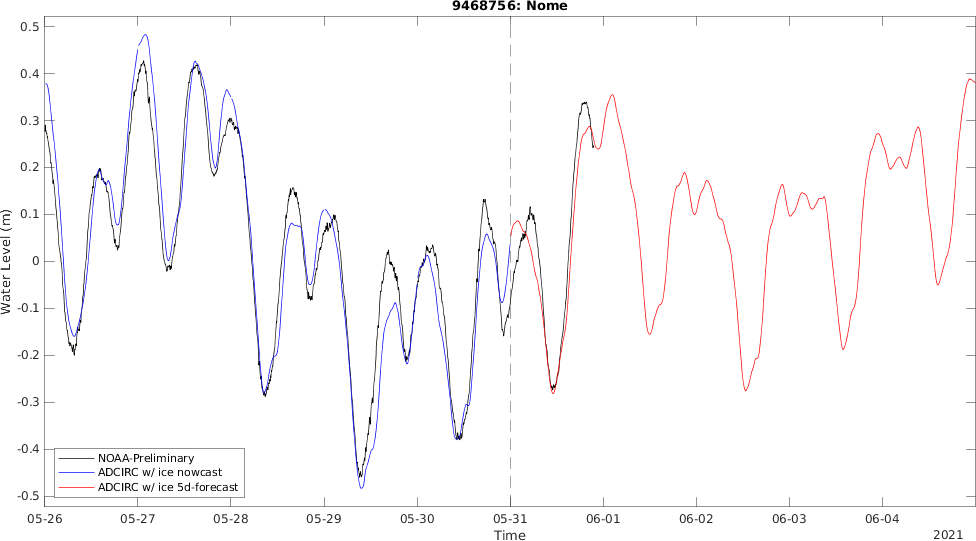 9468756: Nome
Water Level (m)
0.5
0.4
0.3
0.2
0.1
0
-0.1
-0.2
-0.3
-0.4
-0.5
NOAA-Preliminary
ADCIRC w/ ice nowcast
ADCIRC w/ ice 5d-forecast
05-26 05-27 05-28 05-29 05-30 05-31 06-01 06-02 06-03 06-04
Time
2021